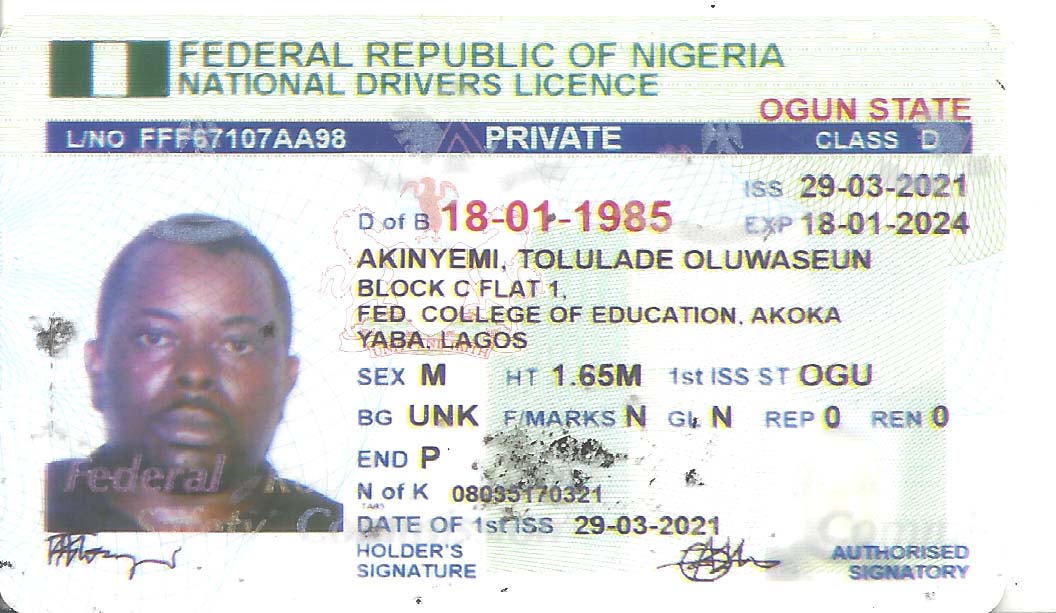 FEDERAL REPUBLIC OF NIGERIA
NATIONAL DRIVERS LICENCE
OGUN STATE
L/NO FFF67107AA98 PRIVATE CLASS D
ISS 29-03-2021
D of B 18-01-1985 EXP 18-01-2024
AKINYEMI, TOLULADE OLUWASEUN
BLOCK C FLAT 1,
FED. COLLEGE OF EDUCATION, AKOKA
YABA, LAGOS
SEX M HT 1.65M 1st ISS ST OGU
BG UNK F/MARKS N GL N REP 0 REN 0
END P
Federal
N of K 08035170321
DATE OF 1st ISS 29-03-2021
HOLDER'S SIGNATURE
AUTHORISED SIGNATORY